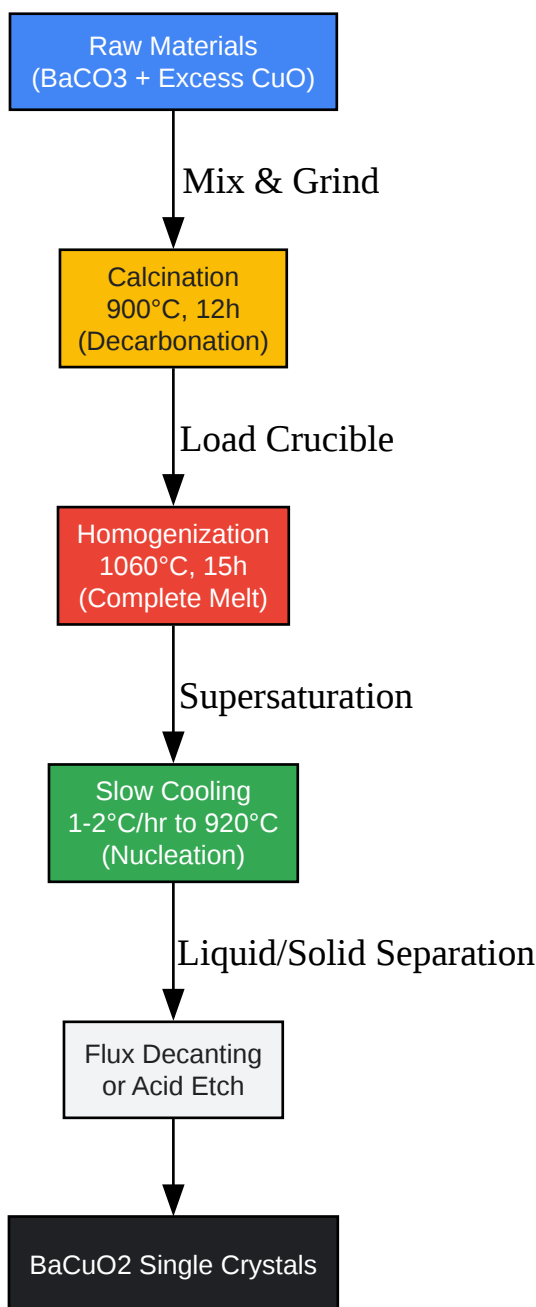 Raw Materials
(BaCO3 + Excess CuO)
Mix & Grind
Calcination
900°C, 12h
(Decarbonation)
Load Crucible
Homogenization
1060°C, 15h
(Complete Melt)
Supersaturation
Slow Cooling
1-2°C/hr to 920°C
(Nucleation)
Liquid/Solid Separation
Flux Decanting
or Acid Etch
BaCuO2 Single Crystals